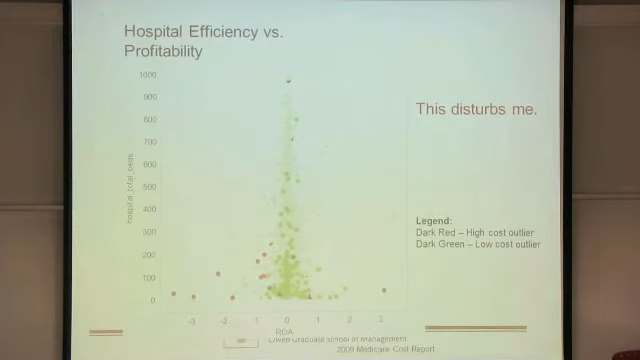 Hospital Efficiency vs.
Profitability
1000
900
800
700
600
500
400
300
200
100
0
hospital_total_beds
-3
-2
-1
0
1
2
3
ROA
This disturbs me.
Legend:
Dark Red – High cost outlier
Dark Green – Low cost outlier
Owen Graduate School of Management
2009 Medicare Cost Report